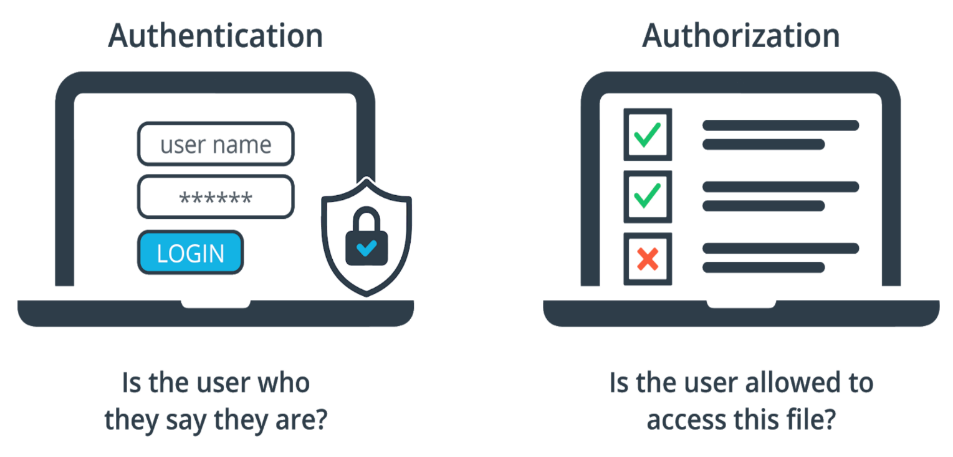 Authentication
user name
******
LOGIN
Is the user who
they say they are?
Authorization
Is the user allowed to
access this file?